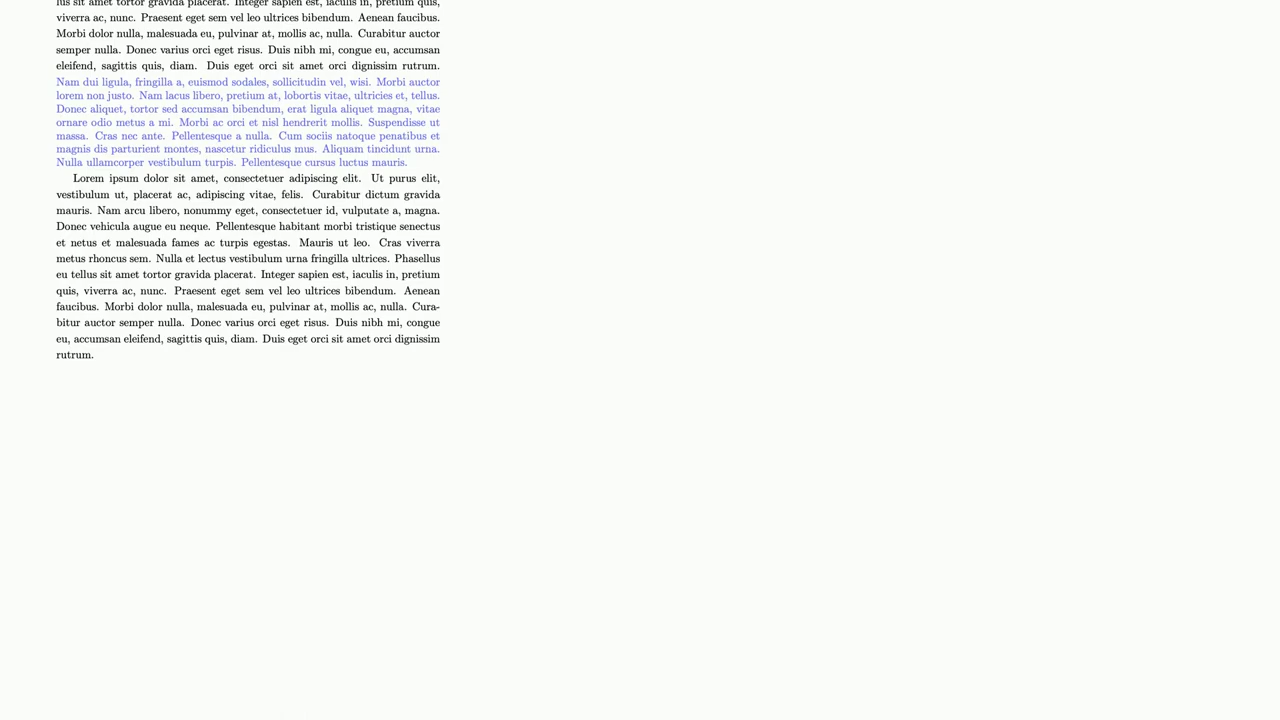 lus sit amet tortor gravida placerat. Integer sapien est, iaculis in, pretium quis,
viverra ac, nunc. Praesent eget sem vel leo ultrices bibendum. Aenean faucibus.
Morbi dolor nulla, malesuada eu, pulvinar at, mollis ac, nulla. Curabitur auctor
semper nulla. Donec varius orci eget risus. Duis nibh mi, congue eu, accumsan
eleifend, sagittis quis, diam. Duis eget orci sit amet orci dignissim rutrum.
Nam dui ligula, fringilla a, euismod sodales, sollicitudin vel, wisi. Morbi auctor
lorem non justo. Nam lacus libero, pretium at, lobortis vitae, ultricies et, tellus.
Donec aliquet, tortor sed accumsan bibendum, erat ligula aliquet magna, vitae
ornare odio metus a mi. Morbi ac orci et nisl hendrerit mollis. Suspendisse ut
massa. Cras nec ante. Pellentesque a nulla. Cum sociis natoque penatibus et
magnis dis parturient montes, nascetur ridiculus mus. Aliquam tincidunt urna.
Nulla ullamcorper vestibulum turpis. Pellentesque cursus luctus mauris.
Lorem ipsum dolor sit amet, consectetuer adipiscing elit. Ut purus elit,
vestibulum ut, placerat ac, adipiscing vitae, felis. Curabitur dictum gravida
mauris. Nam arcu libero, nonummy eget, consectetuer id, vulputate a, magna.
Donec vehicula augue eu neque. Pellentesque habitant morbi tristique senectus
et netus et malesuada fames ac turpis egestas. Mauris ut leo. Cras viverra
metus rhoncus sem. Nulla et lectus vestibulum urna fringilla ultrices. Phasellus
eu tellus sit amet tortor gravida placerat. Integer sapien est, iaculis in, pretium
quis, viverra ac, nunc. Praesent eget sem vel leo ultrices bibendum. Aenean
faucibus. Morbi dolor nulla, malesuada eu, pulvinar at, mollis ac, nulla. Cura-
bitur auctor semper nulla. Donec varius orci eget risus. Duis nibh mi, congue
eu, accumsan eleifend, sagittis quis, diam. Duis eget orci sit amet orci dignissim
rutrum.